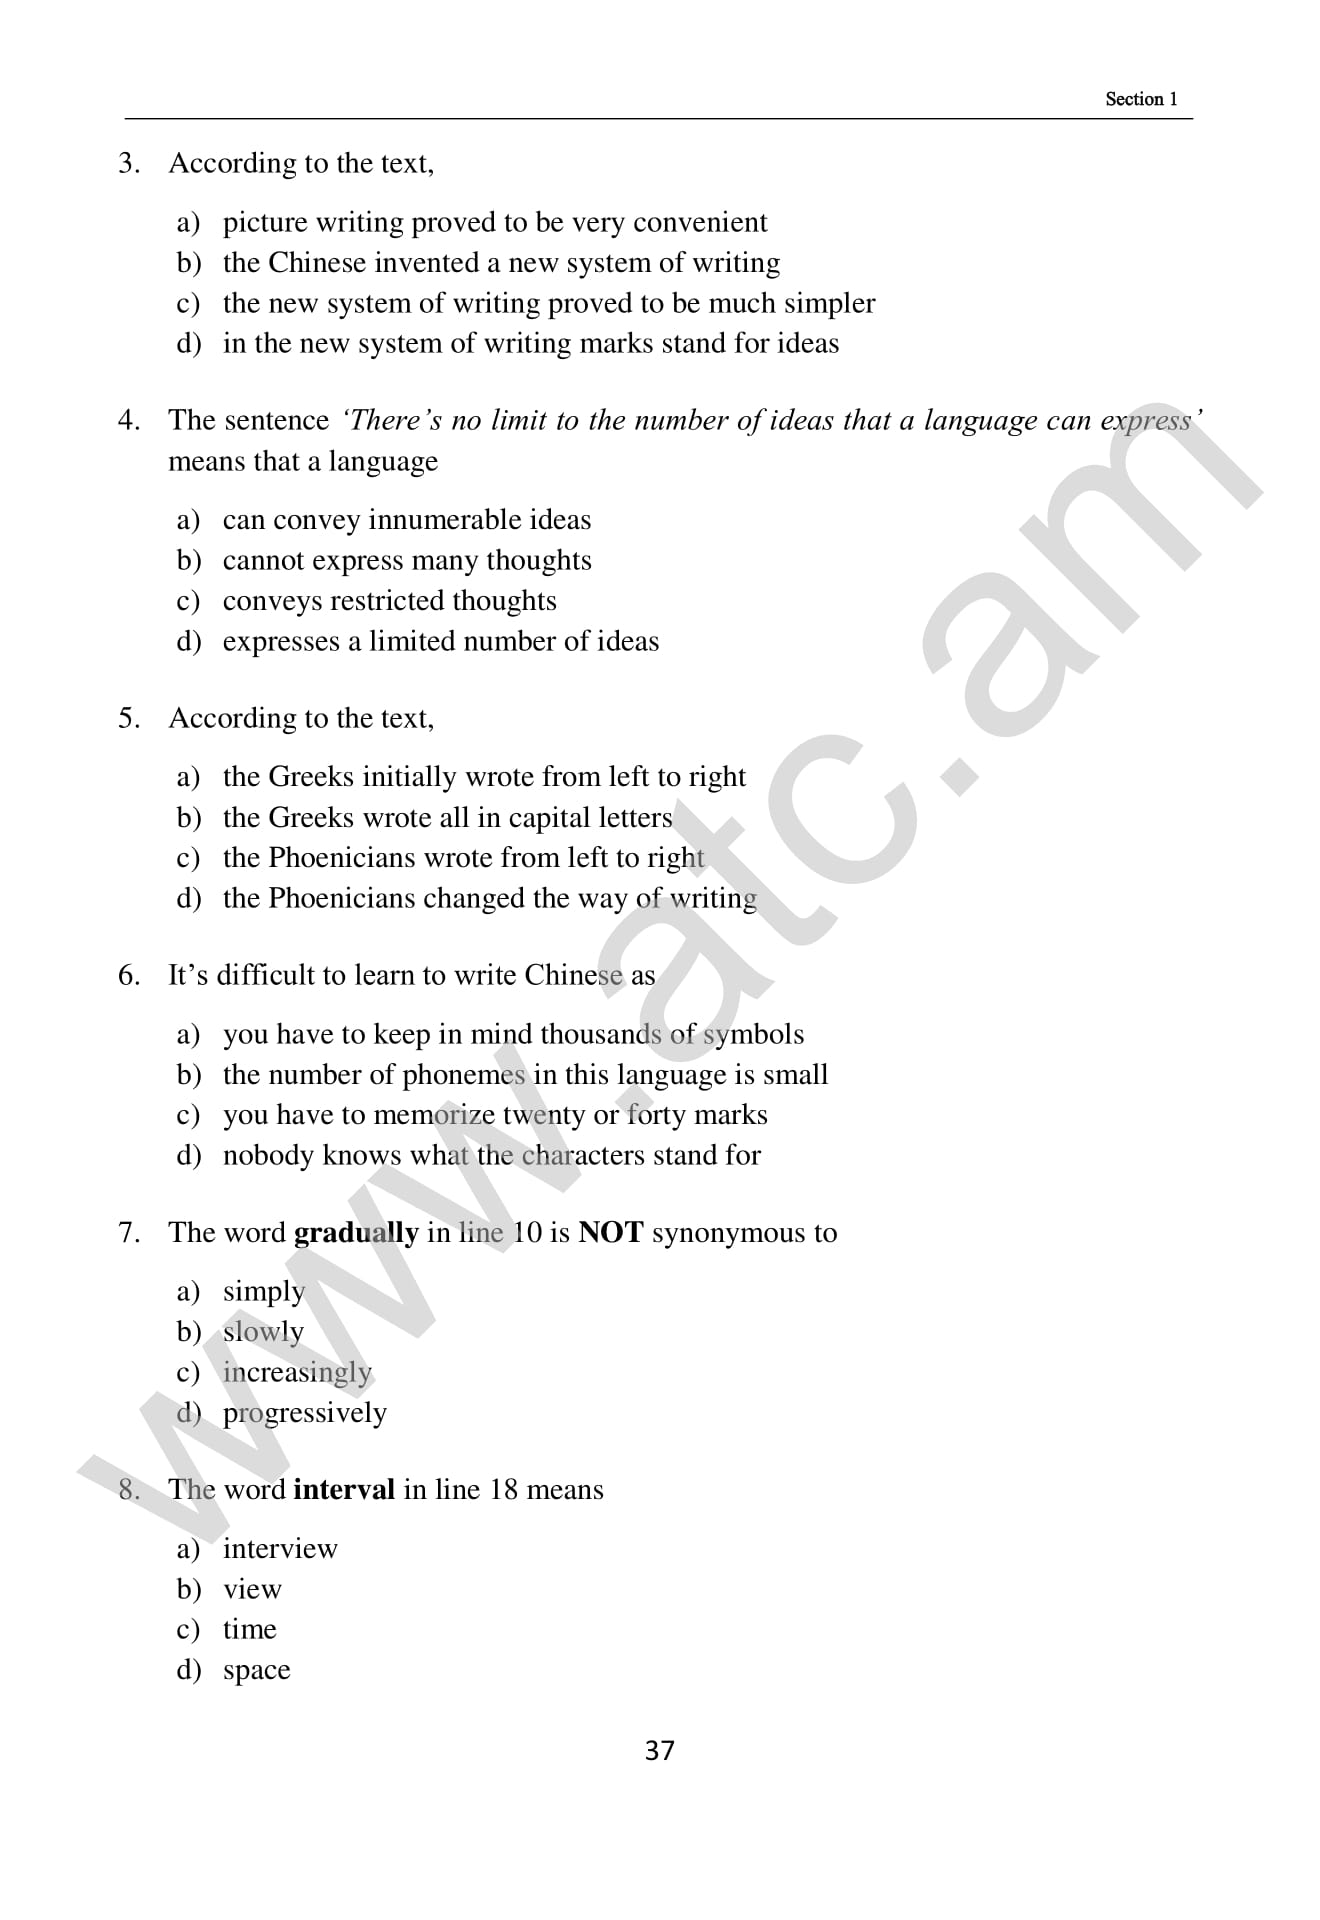 Section 1
3. According to the text,
a) picture writing proved to be very convenient
b) the Chinese invented a new system of writing
c) the new system of writing proved to be much simpler
d) in the new system of writing marks stand for ideas
4. The sentence ‘There’s no limit to the number of ideas that a language can express’
means that a language
a) can convey innumerable ideas
b) cannot express many thoughts
c) conveys restricted thoughts
d) expresses a limited number of ideas
5. According to the text,
a) the Greeks initially wrote from left to right
b) the Greeks wrote all in capital letters
c) the Phoenicians wrote from left to right
d) the Phoenicians changed the way of writing
6. It’s difficult to learn to write Chinese as
a) you have to keep in mind thousands of symbols
b) the number of phonemes in this language is small
c) you have to memorize twenty or forty marks
d) nobody knows what the characters stand for
7. The word gradually in line 10 is NOT synonymous to
a) simply
b) slowly
c) increasingly
d) progressively
8. The word interval in line 18 means
a) interview
b) view
c) time
d) space
37
www.atc.am